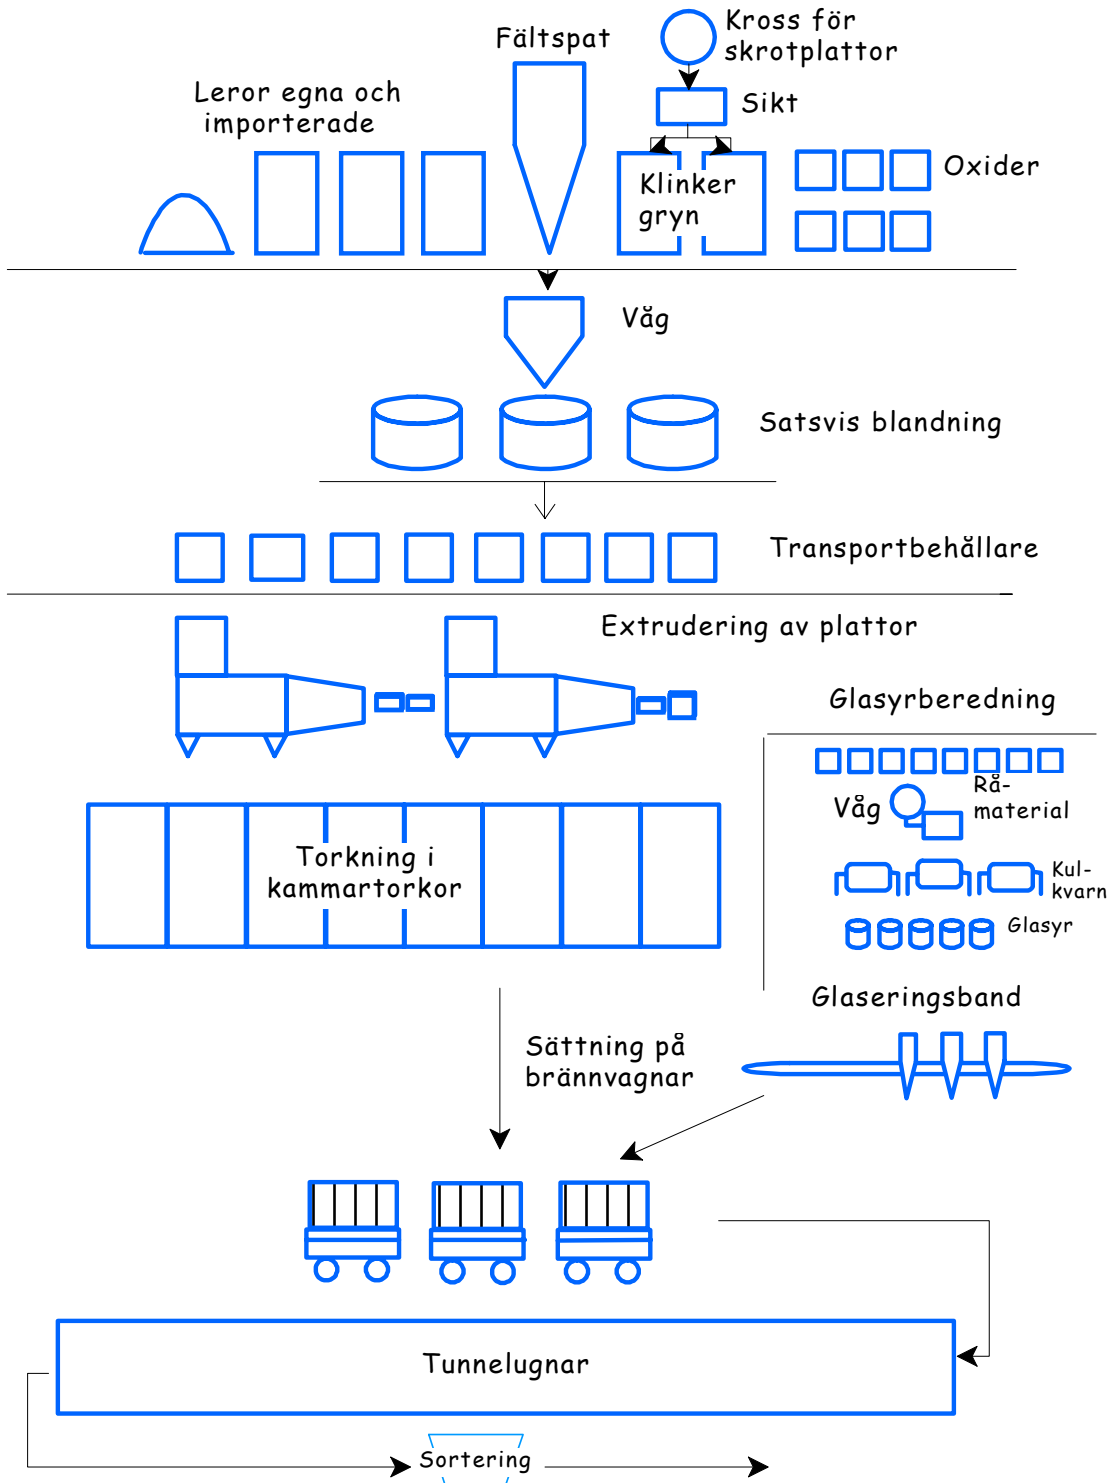 Kross för
skrotplattor
Fältspat
Leror egna och
importerade
Sikt
Oxider
Klinker
gryn
Våg
Satsvis blandning
Transportbehållare
Extrudering av plattor
Glasyrberedning
Rå-
material
Våg
Kul-
kvarn
Torkning i
kammartorkor
Glasyr
Glaseringsband
Sättning på
brännvagnar
Tunnelugnar
Sortering